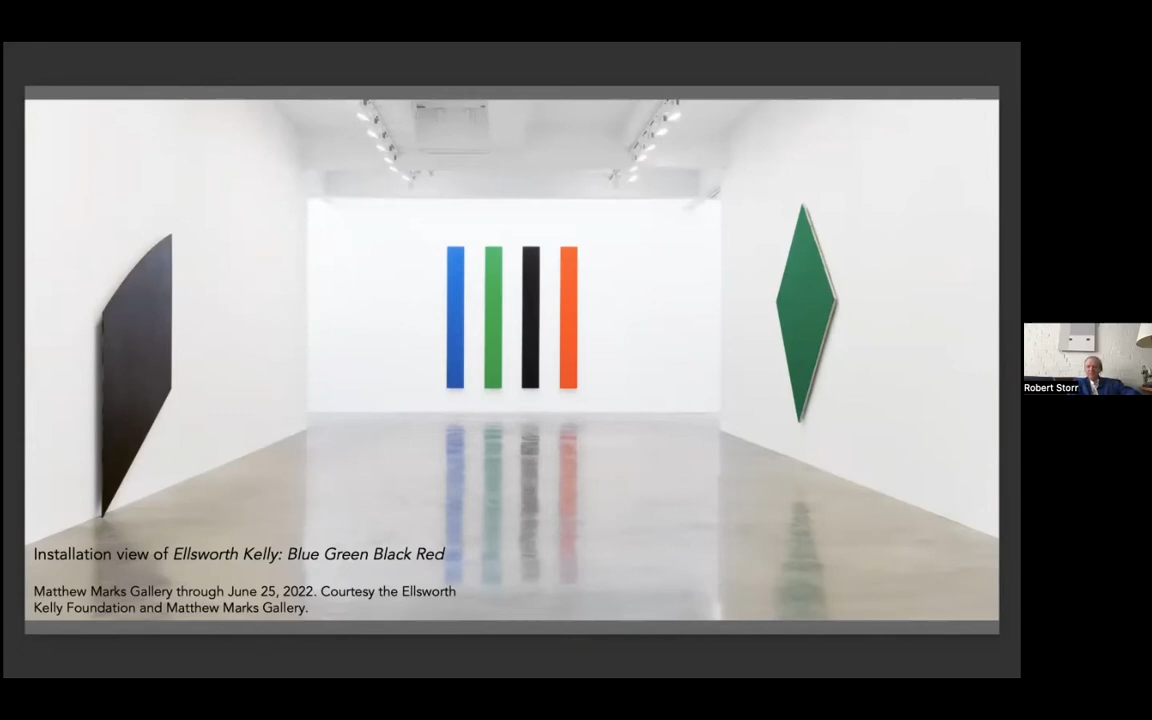 Installation view of Ellsworth Kelly: Blue Green Black Red
Matthew Marks Gallery through June 25, 2022. Courtesy the Ellsworth
Kelly Foundation and Matthew Marks Gallery.
Robert Storr